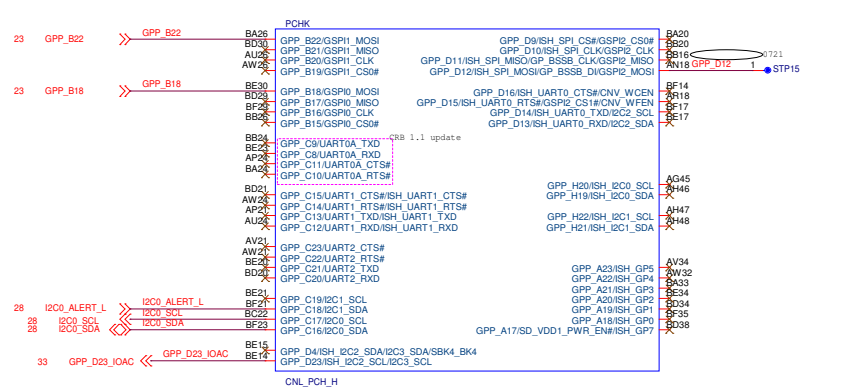 PCHK
23 GPP_B22 GPP_B22 BA26 GPP_B22/GSPI1_MOSI GPP_D9/ISH_SPI_CS#/GSPI2_CS0# BA20
BD30 GPP_B21/GSPI1_MISO GPP_D10/ISH_SPI_CLK/GSPI2_CLK BB20
AU26 GPP_B20/GSPI1_CLK GPP_D11/ISH_SPI_MISO/GP_BSSB_CLK/GSPI2_MISO BB16 0721
AW26 GPP_B19/GSPI1_CS0# GPP_D12/ISH_SPI_MOSI/GP_BSSB_DI/GSPI2_MOSI AN18 GPP_D12 1 STP15
23 GPP_B18 GPP_B18 BE30 GPP_B18/GSPI0_MOSI GPP_D16/ISH_UART0_CTS#/CNV_WCEN BF14
BD29 GPP_B17/GSPI0_MISO GPP_D15/ISH_UART0_RTS#/GSPI2_CS1#/CNV_WFEN AR18
BF29 GPP_B16/GSPI0_CLK GPP_D14/ISH_UART0_TXD/I2C2_SCL BF17
BB26 GPP_B15/GSPI0_CS0# GPP_D13/ISH_UART0_RXD/I2C2_SDA BE17
CRB 1.1 update
BB24 GPP_C9/UART0A_TXD
BE23 GPP_C8/UART0A_RXD
AP24 GPP_C11/UART0A_CTS#
BA24 GPP_C10/UART0A_RTS#
GPP_H20/ISH_I2C0_SCL AG45
BD21 GPP_C15/UART1_CTS#/ISH_UART1_CTS# GPP_H19/ISH_I2C0_SDA AH46
AW24 GPP_C14/UART1_RTS#/ISH_UART1_RTS#
AP21 GPP_C13/UART1_TXD/ISH_UART1_TXD GPP_H22/ISH_I2C1_SCL AH47
AU24 GPP_C12/UART1_RXD/ISH_UART1_RXD GPP_H21/ISH_I2C1_SDA AH48
AV21 GPP_C23/UART2_CTS#
AW21 GPP_C22/UART2_RTS#
BE20 GPP_C21/UART2_TXD GPP_A23/ISH_GP5 AV34
BD20 GPP_C20/UART2_RXD GPP_A22/ISH_GP4 AW32
GPP_A21/ISH_GP3 BA33
BE21 GPP_C19/I2C1_SCL GPP_A20/ISH_GP2 BE34
28 I2C0_ALERT_L I2C0_ALERT_L BF21 GPP_C18/I2C1_SDA GPP_A19/ISH_GP1 BD34
28 I2C0_SCL I2C0_SCL BC22 GPP_C17/I2C0_SCL GPP_A18/ISH_GP0 BF35
28 I2C0_SDA I2C0_SDA BF23 GPP_C16/I2C0_SDA GPP_A17/SD_VDD1_PWR_EN#/ISH_GP7 BD38
BE15 GPP_D4/ISH_I2C2_SDA/I2C3_SDA/SBK4_BK4
33 GPP_D23_IOAC GPP_D23_IOAC BE14 GPP_D23/ISH_I2C2_SCL/I2C3_SCL
CNL_PCH_H